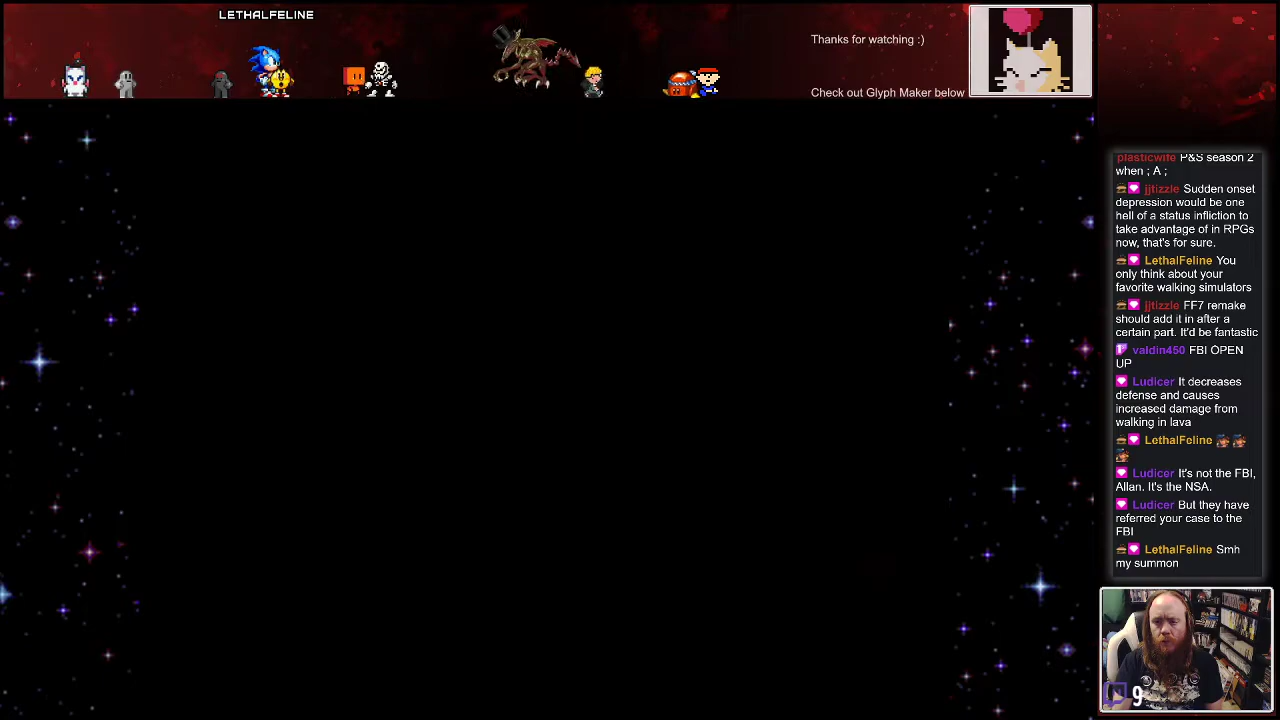 LETHALFELINE
Thanks for watching :)
Check out Glyph Maker below
plasticwife P&S season 2
when ; A ;
jjtizzle Sudden onset
depression would be one
hell of a status infliction to
take advantage of in RPGs
now, that's for sure.
LethalFeline You
only think about your
favorite walking simulators
jjtizzle FF7 remake
should add it in after a
certain part. It'd be fantastic
valdin450 FBI OPEN
UP
Ludicer It decreases
defense and causes
increased damage from
walking in lava
LethalFeline
Ludicer It's not the FBI,
Allan. It's the NSA.
Ludicer But they have
referred your case to the
FBI
LethalFeline Smh
my summon
9